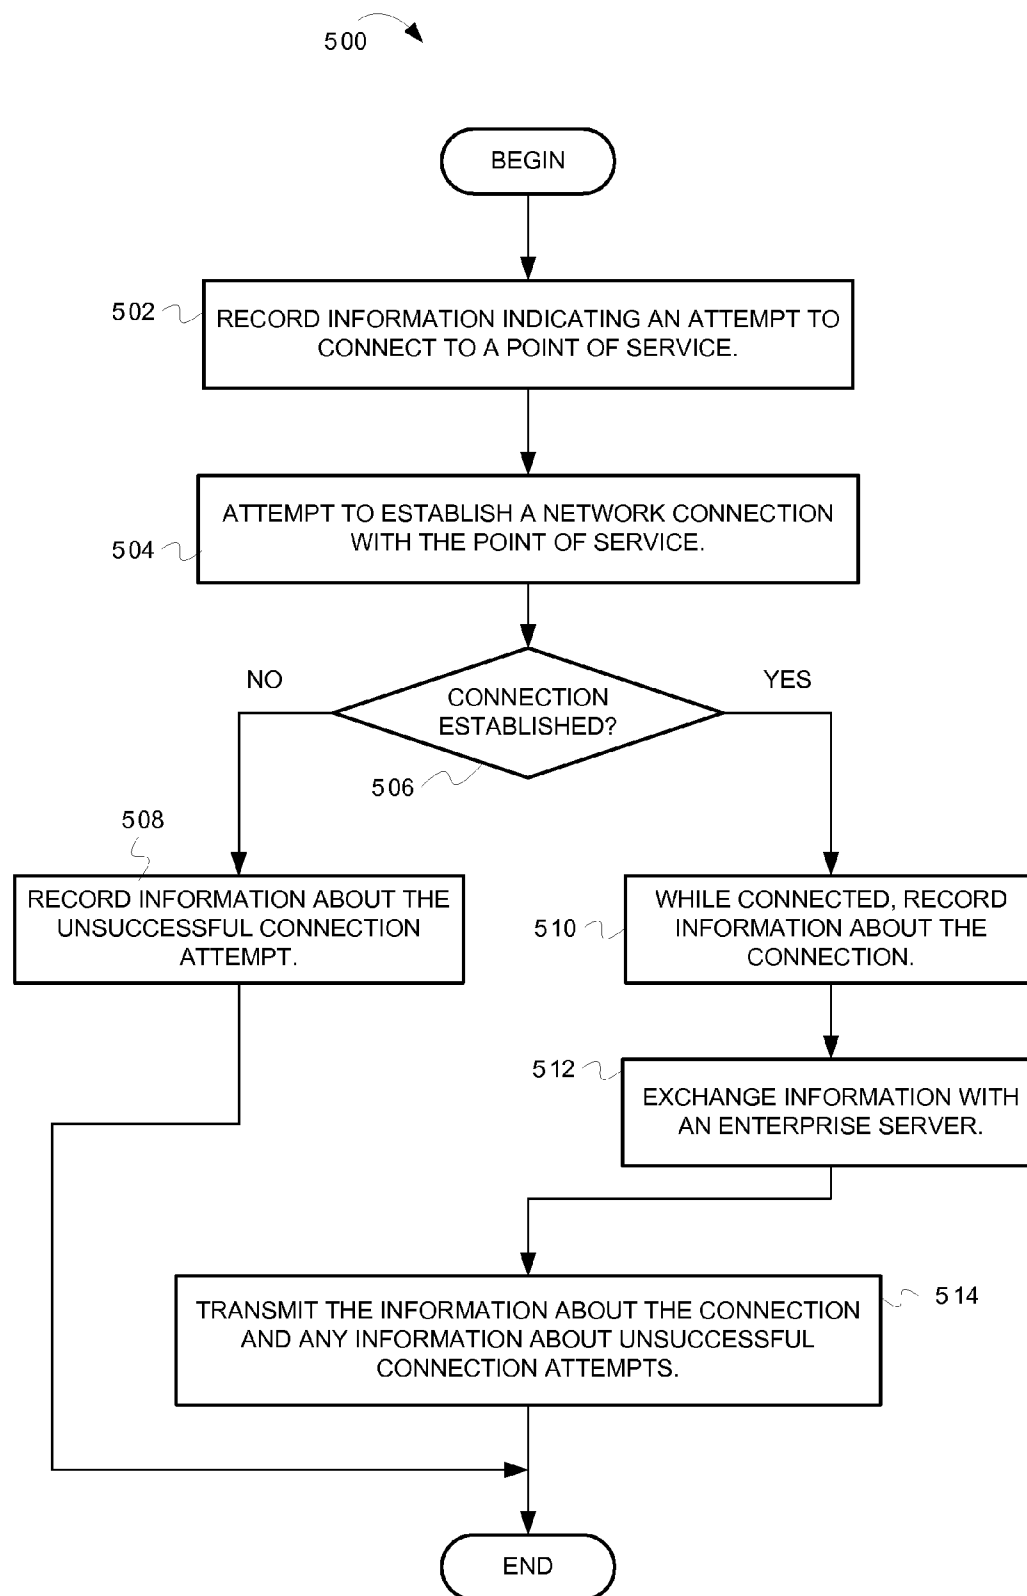 500
BEGIN
502
RECORD INFORMATION INDICATING AN ATTEMPT TO
CONNECT TO A POINT OF SERVICE.
504
ATTEMPT TO ESTABLISH A NETWORK CONNECTION
WITH THE POINT OF SERVICE.
NO
YES
CONNECTION
ESTABLISHED?
506
508
RECORD INFORMATION ABOUT THE
UNSUCCESSFUL CONNECTION
ATTEMPT.
510
WHILE CONNECTED, RECORD
INFORMATION ABOUT THE
CONNECTION.
512
EXCHANGE INFORMATION WITH
AN ENTERPRISE SERVER.
514
TRANSMIT THE INFORMATION ABOUT THE CONNECTION
AND ANY INFORMATION ABOUT UNSUCCESSFUL
CONNECTION ATTEMPTS.
END